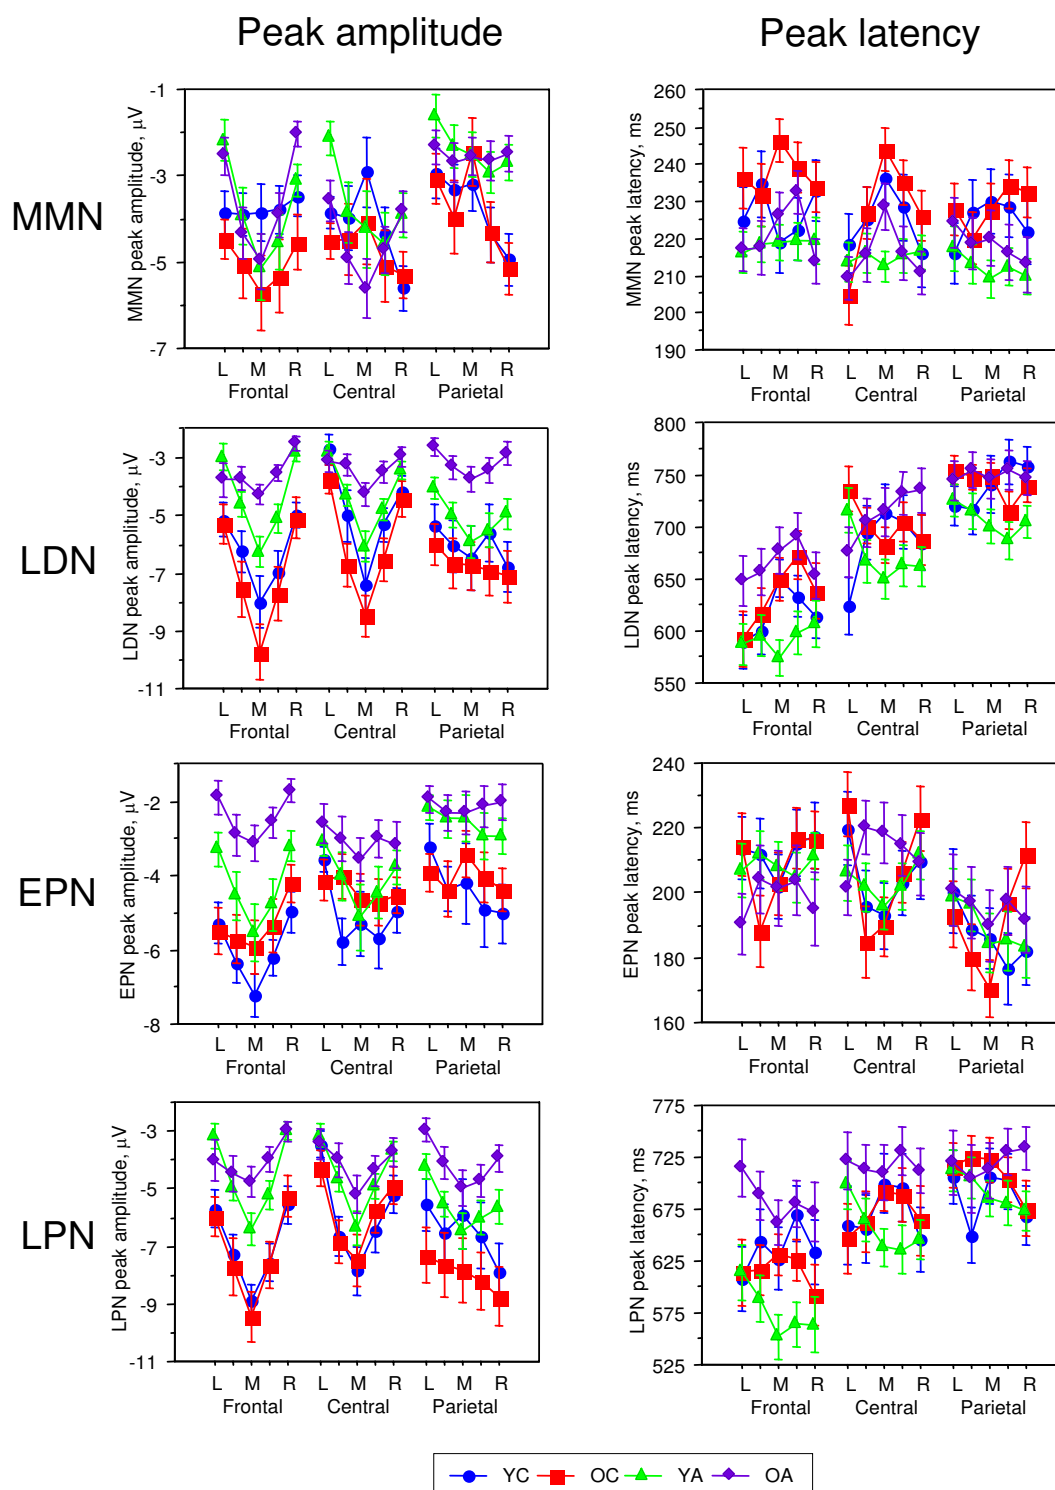 Peak amplitude Peak latency
MMN
MMN peak amplitude, μV
-1
-3
-5
-7
L M R L M R L M R
Frontal Central Parietal
MMN peak latency, ms
260
250
240
230
220
210
200
190
L M R L M R L M R
Frontal Central Parietal
LDN
LDN peak amplitude, μV
-3
-5
-7
-9
-11
L M R L M R L M R
Frontal Central Parietal
LDN peak latency, ms
800
750
700
650
600
550
L M R L M R L M R
Frontal Central Parietal
EPN
EPN peak amplitude, μV
-2
-4
-6
-8
L M R L M R L M R
Frontal Central Parietal
EPN peak latency, ms
240
220
200
180
160
L M R L M R L M R
Frontal Central Parietal
LPN
LPN peak amplitude, μV
-3
-5
-7
-9
-11
L M R L M R L M R
Frontal Central Parietal
LPN peak latency, ms
775
725
675
625
575
525
L M R L M R L M R
Frontal Central Parietal
YC OC YA OA